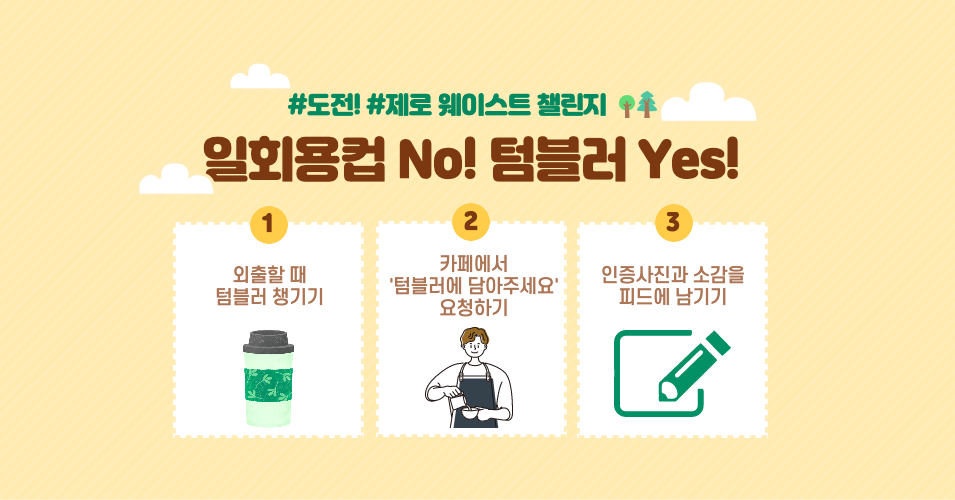 #도전! #제로 웨이스트 챌린지
일회용컵 No! 텀블러 Yes!
1
외출할 때
텀블러 챙기기
2
카페에서
'텀블러에 담아주세요'
요청하기
3
인증사진과 소감을
피드에 남기기